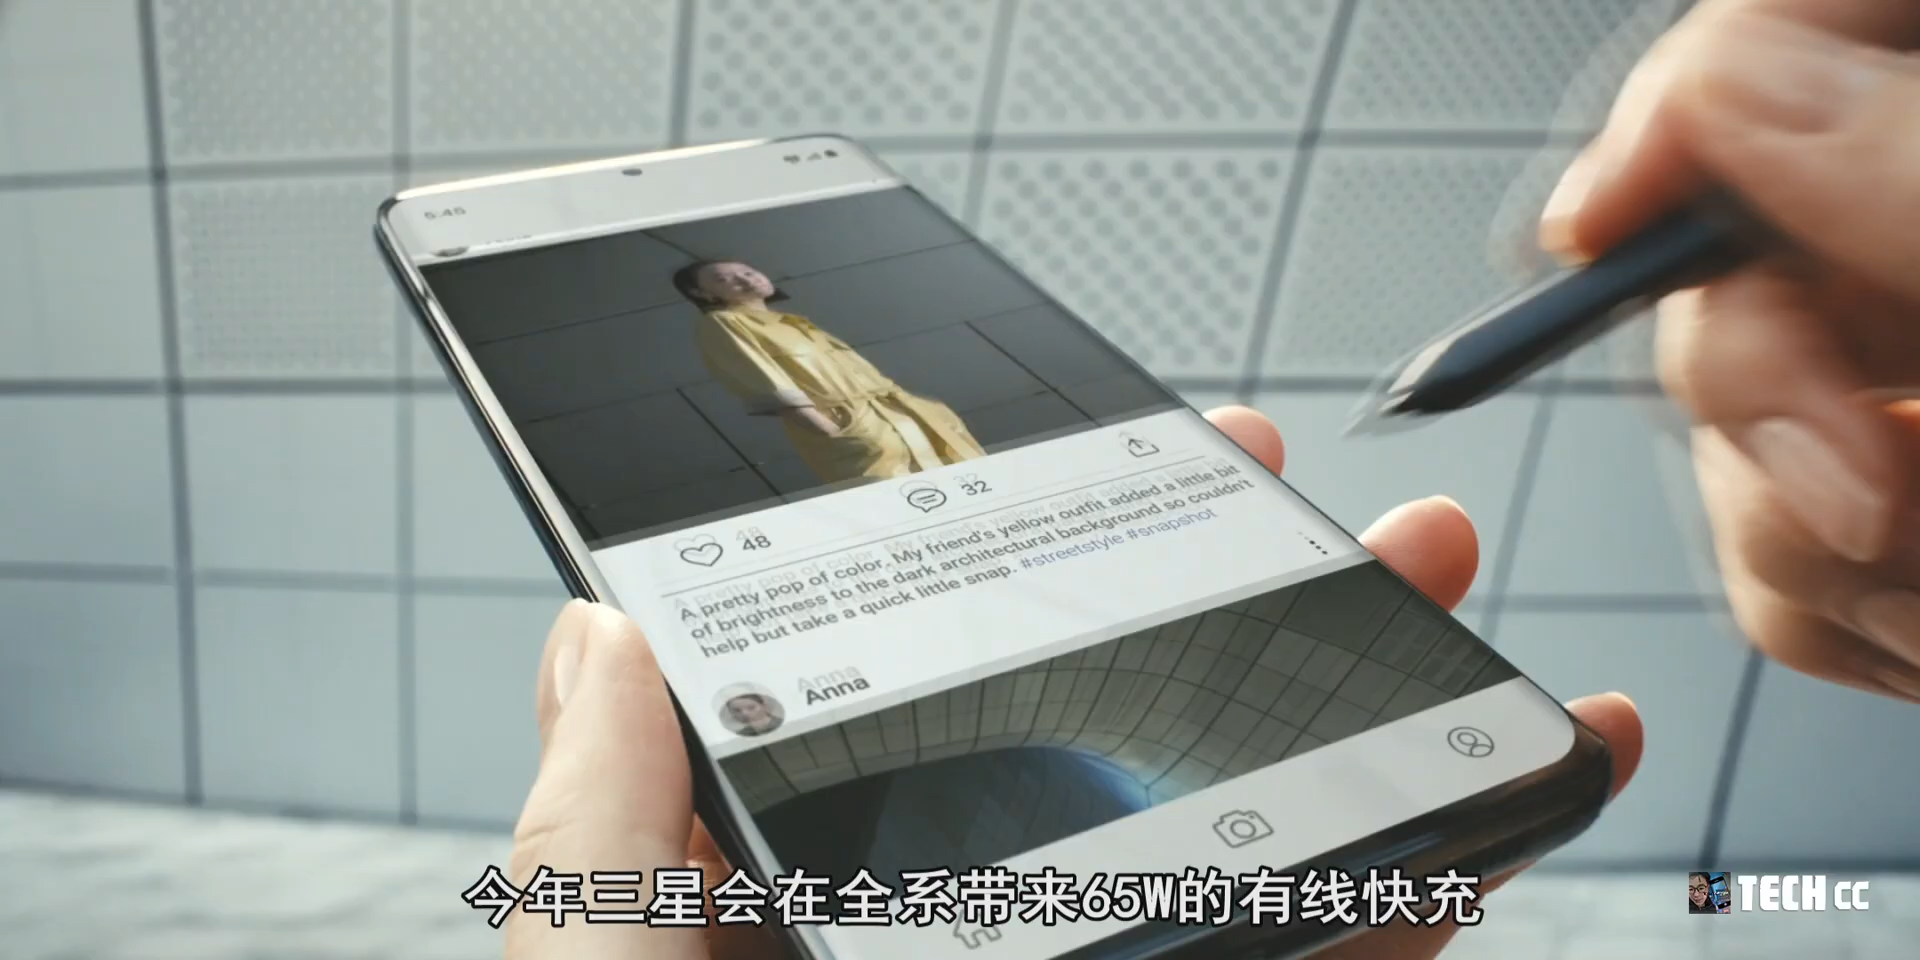 5:45
48
32
A pretty pop of color. My friend's yellow outfit added a little bit
of brightness to the dark architectural background so couldn't
help but take a quick little snap. #streetstyle #snapshot
Anna
今年三星会在全系带来65W的有线快充
TECH cc